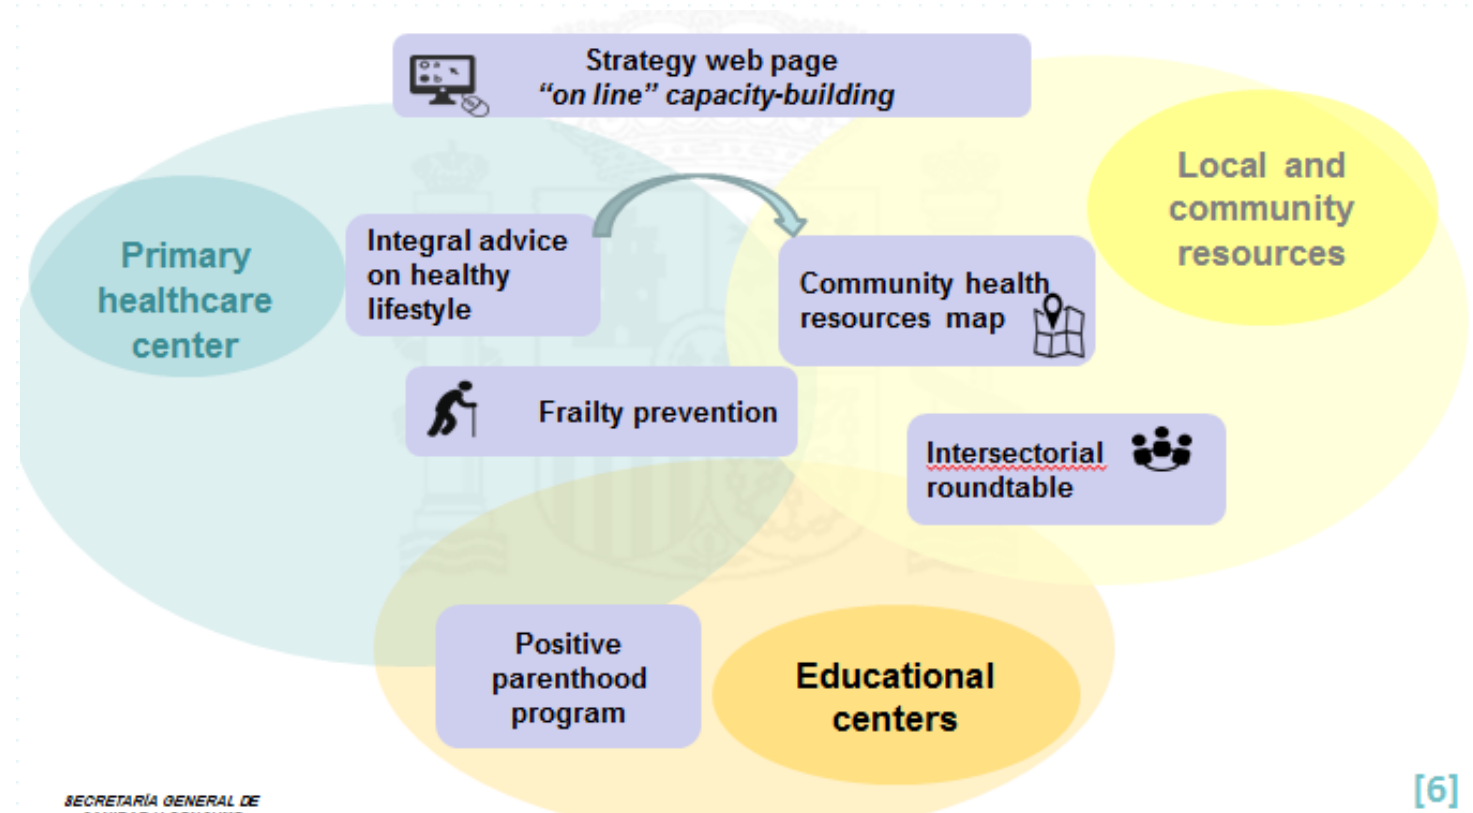 Strategy web page
“on line” capacity-building
Local and
community
resources
Primary
healthcare
center
Integral advice
on healthy
lifestyle
Community health
resources map
Frailty prevention
Intersectorial
roundtable
Positive
parenthood
program
Educational
centers
SECRETARÍA GENERAL DE
[6]